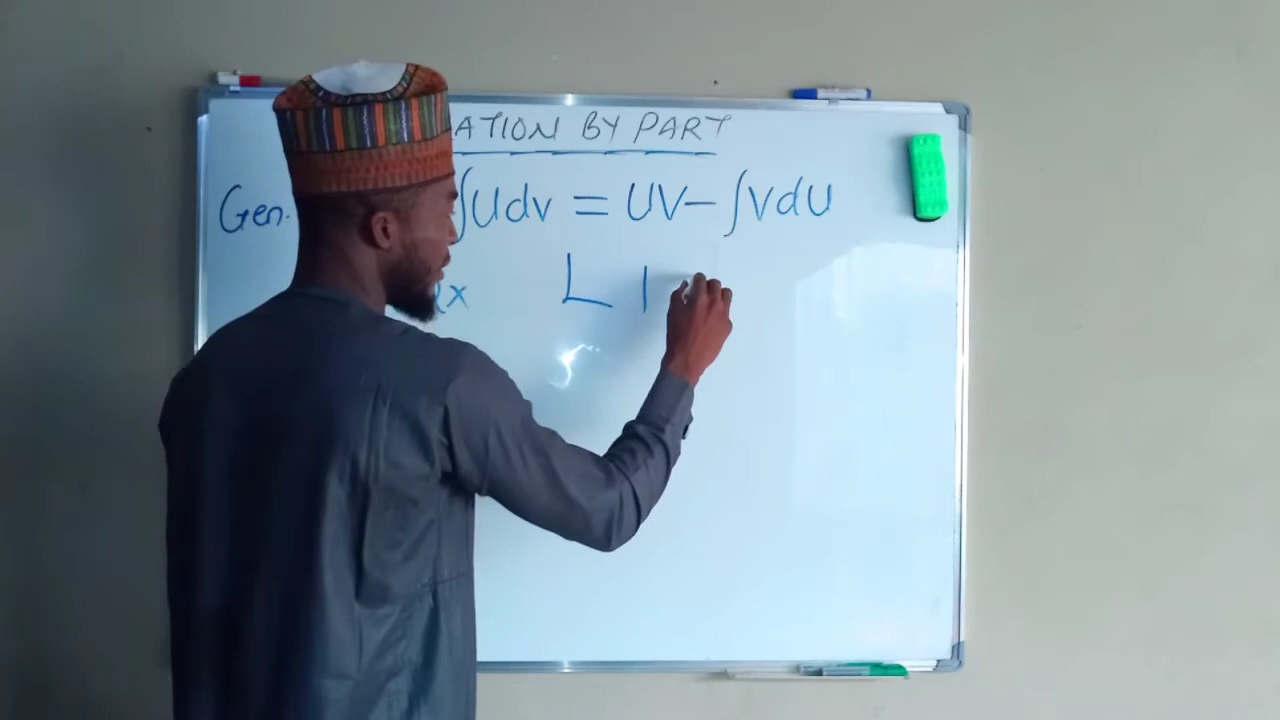 ATION BY PART
Gen. ∫Udv = UV- ∫VdU
x L I